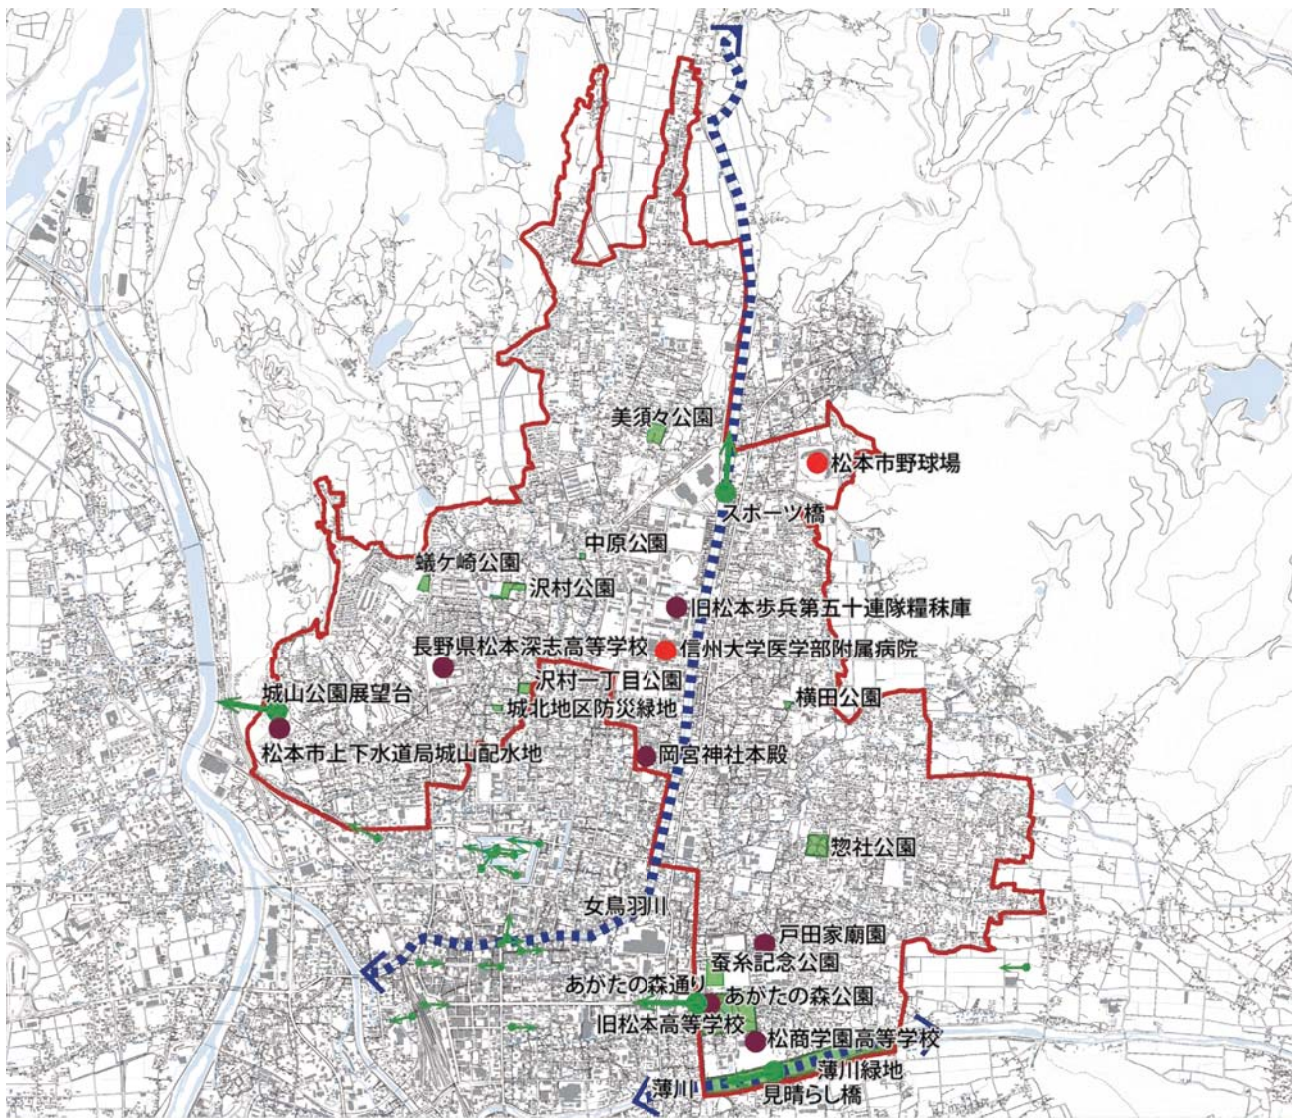 美須々公園
松本市野球場
スポーツ橋
中原公園
蟻ケ崎公園
沢村公園
旧松本歩兵第五十連隊糧秣庫
長野県松本深志高等学校
信州大学医学部附属病院
沢村一丁目公園
城山公園展望台
横田公園
城北地区防災緑地
松本市上下水道局城山配水地
岡宮神社本殿
惣社公園
女鳥羽川
戸田家廟園
蚕糸記念公園
あがたの森通り
あがたの森公園
旧松本高等学校
松商学園高等学校
薄川緑地
薄川
見晴らし橋